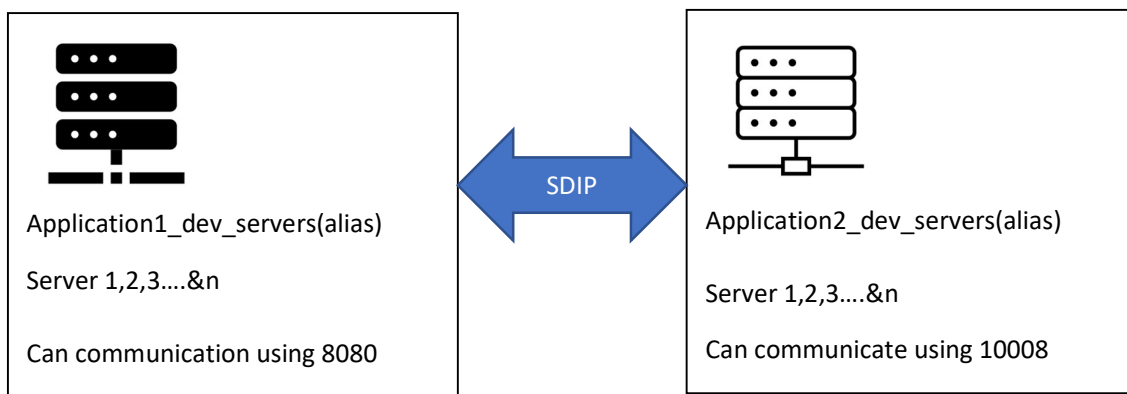 Application1_dev_servers(alias)
Server 1,2,3....&n
Can communication using 8080
SDIP
Application2_dev_servers(alias)
Server 1,2,3....&n
Can communicate using 10008